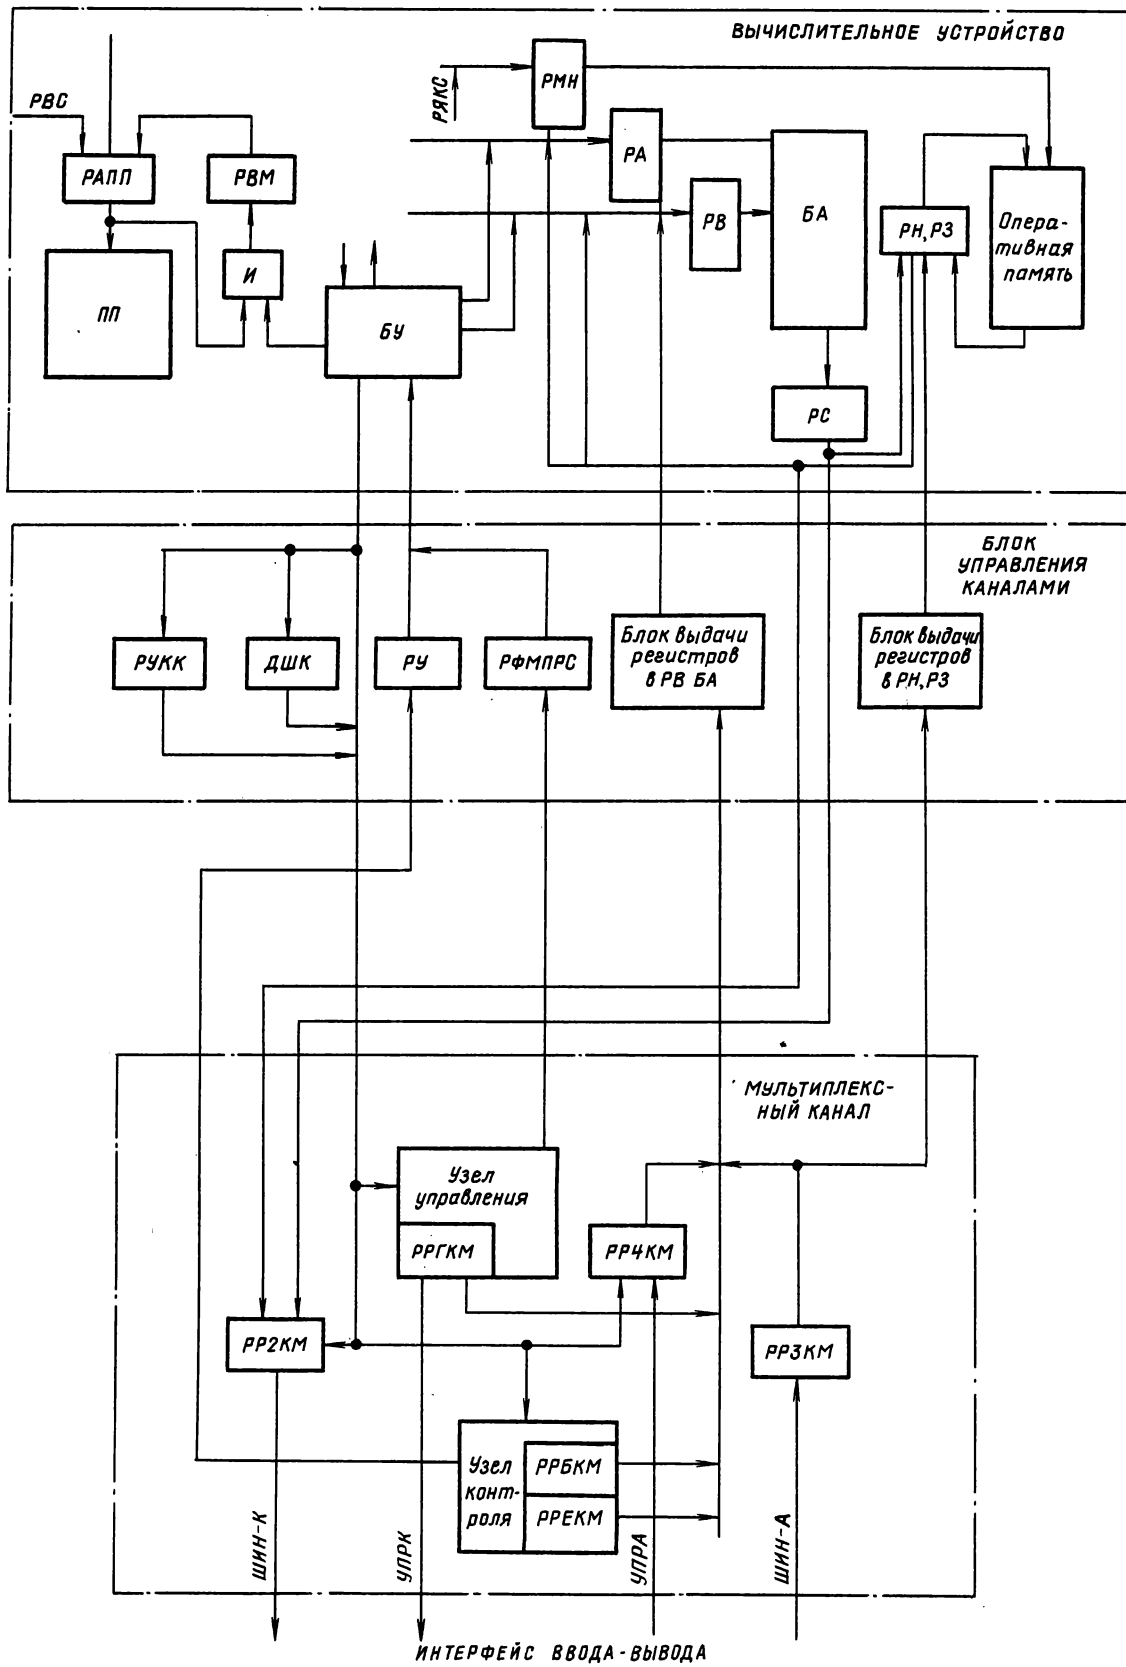 ВЫЧИСЛИТЕЛЬНОЕ УСТРОЙСТВО
РВС
РЯКС
РМН
РАПП
РВМ
РА
РВ
БА
РН, РЗ
Опера-
тивная
память
И
ПП
БУ
РС
БЛОК
УПРАВЛЕНИЯ
КАНАЛАМИ
РУКК
ДШК
РУ
РФМПРС
Блок выдачи
регистров
в РВ БА
Блок выдачи
регистров
в РН, РЗ
МУЛЬТИПЛЕКС-
НЫЙ КАНАЛ
Узел
управления
РРГКМ
РР4КМ
РР2КМ
РР3КМ
Узел
конт-
роля
РРБКМ
РРЕКМ
ШИН-К
УПРК
УПРА
ШИН-А
ИНТЕРФЕЙС ВВОДА-ВЫВОДА